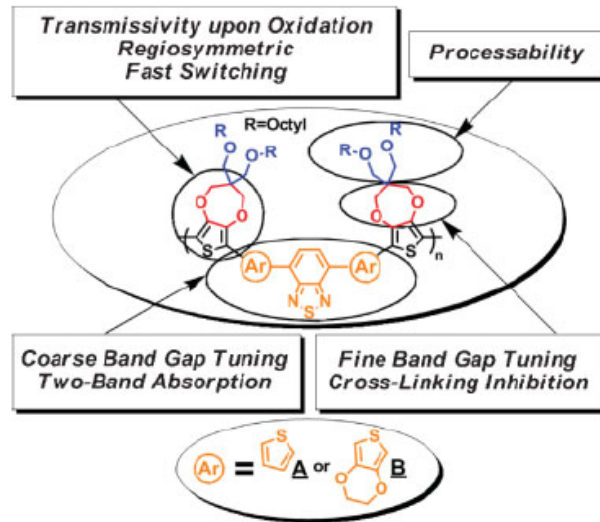 Transmissivity upon Oxidation
Regiosymmetric
Fast Switching
Processability
R=Octyl
R
O
O-R
R
R-O
O
O
O
O
O
S
S
( )n
Ar
Ar
N
N
S
Coarse Band Gap Tuning
Two-Band Absorption
Fine Band Gap Tuning
Cross-Linking Inhibition
Ar = S A or S B
O
O